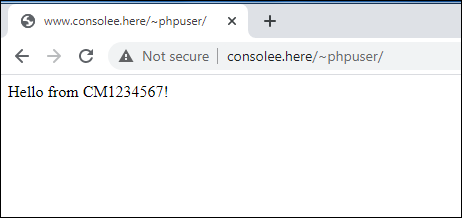 www.consolee.here/~phpuser/
Not secure
consolee.here/~phpuser/
Hello from CM1234567!